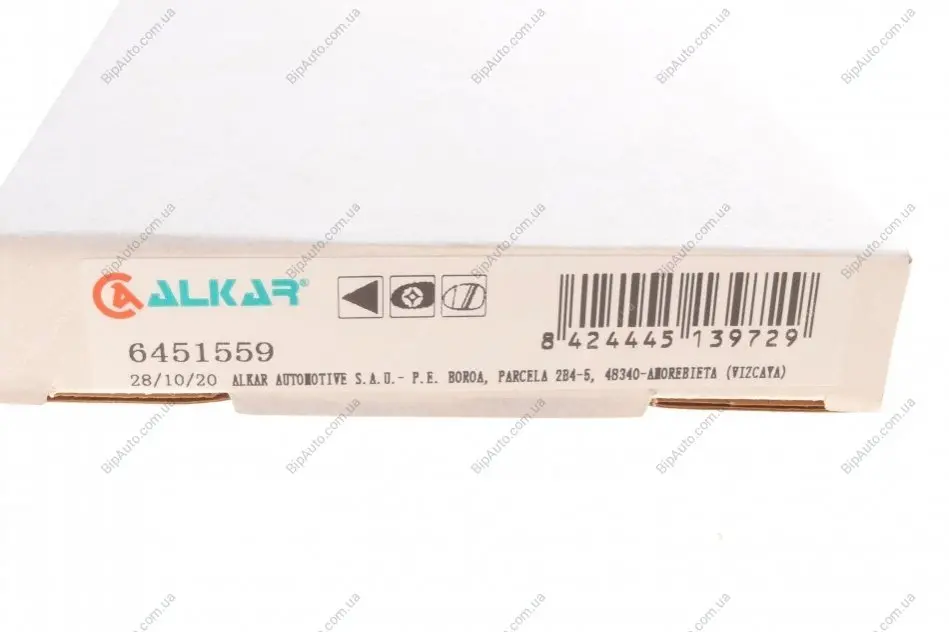 ALKAR®
8 424445 139729
6451559
28/10/20 ALKAR AUTOMOTIVE S.A.U.- P.E. BOROA, PARCELA 2B4-5, 48340-AMOREBIETA (VIZCAYA)
BipAuto.com.ua